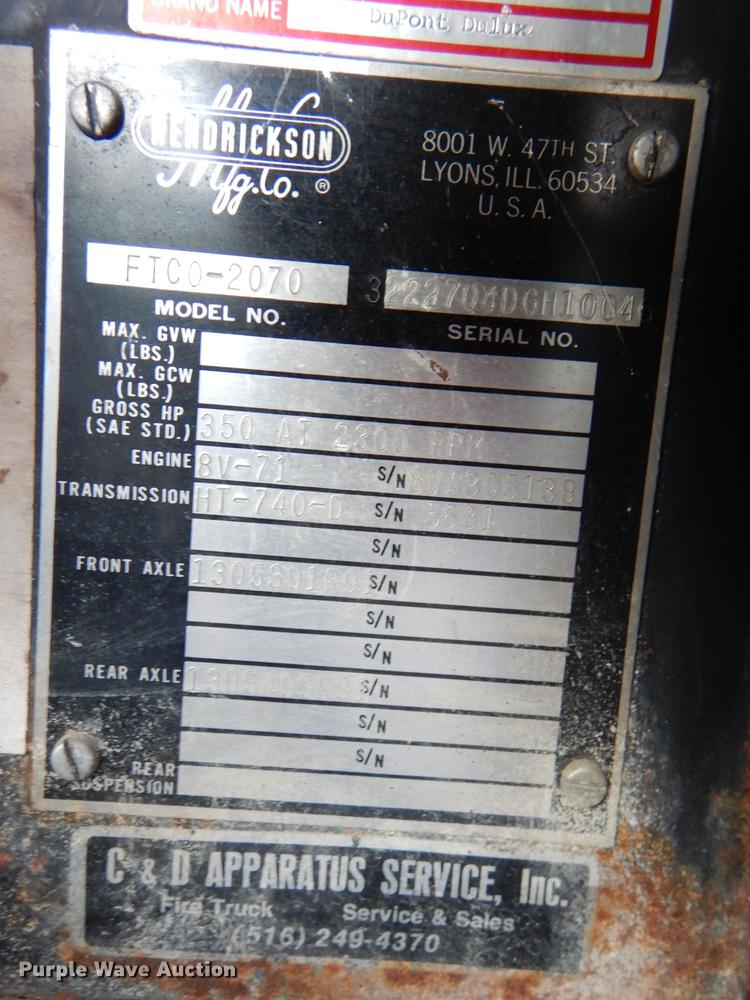 BRAND NAME DuPont Dulux
HENDRICKSON
Mfg. Co. ®
8001 W. 47TH ST.
LYONS, ILL. 60534
U. S. A.
FTCO-2070
MODEL NO.
3222704DGH10046
SERIAL NO.
MAX. GVW
(LBS.)
MAX. GCW
(LBS.)
GROSS HP
(SAE STD.) 350 AT 2300 RPM
ENGINE 8V-71 S/N 8VA305138
TRANSMISSION HT-740-D S/N
S/N
FRONT AXLE S/N
S/N
S/N
REAR AXLE S/N
S/N
S/N
REAR
SUSPENSION
C & D APPARATUS SERVICE, Inc.
Fire Truck Service & Sales
(516) 249-4370
Purple Wave Auction